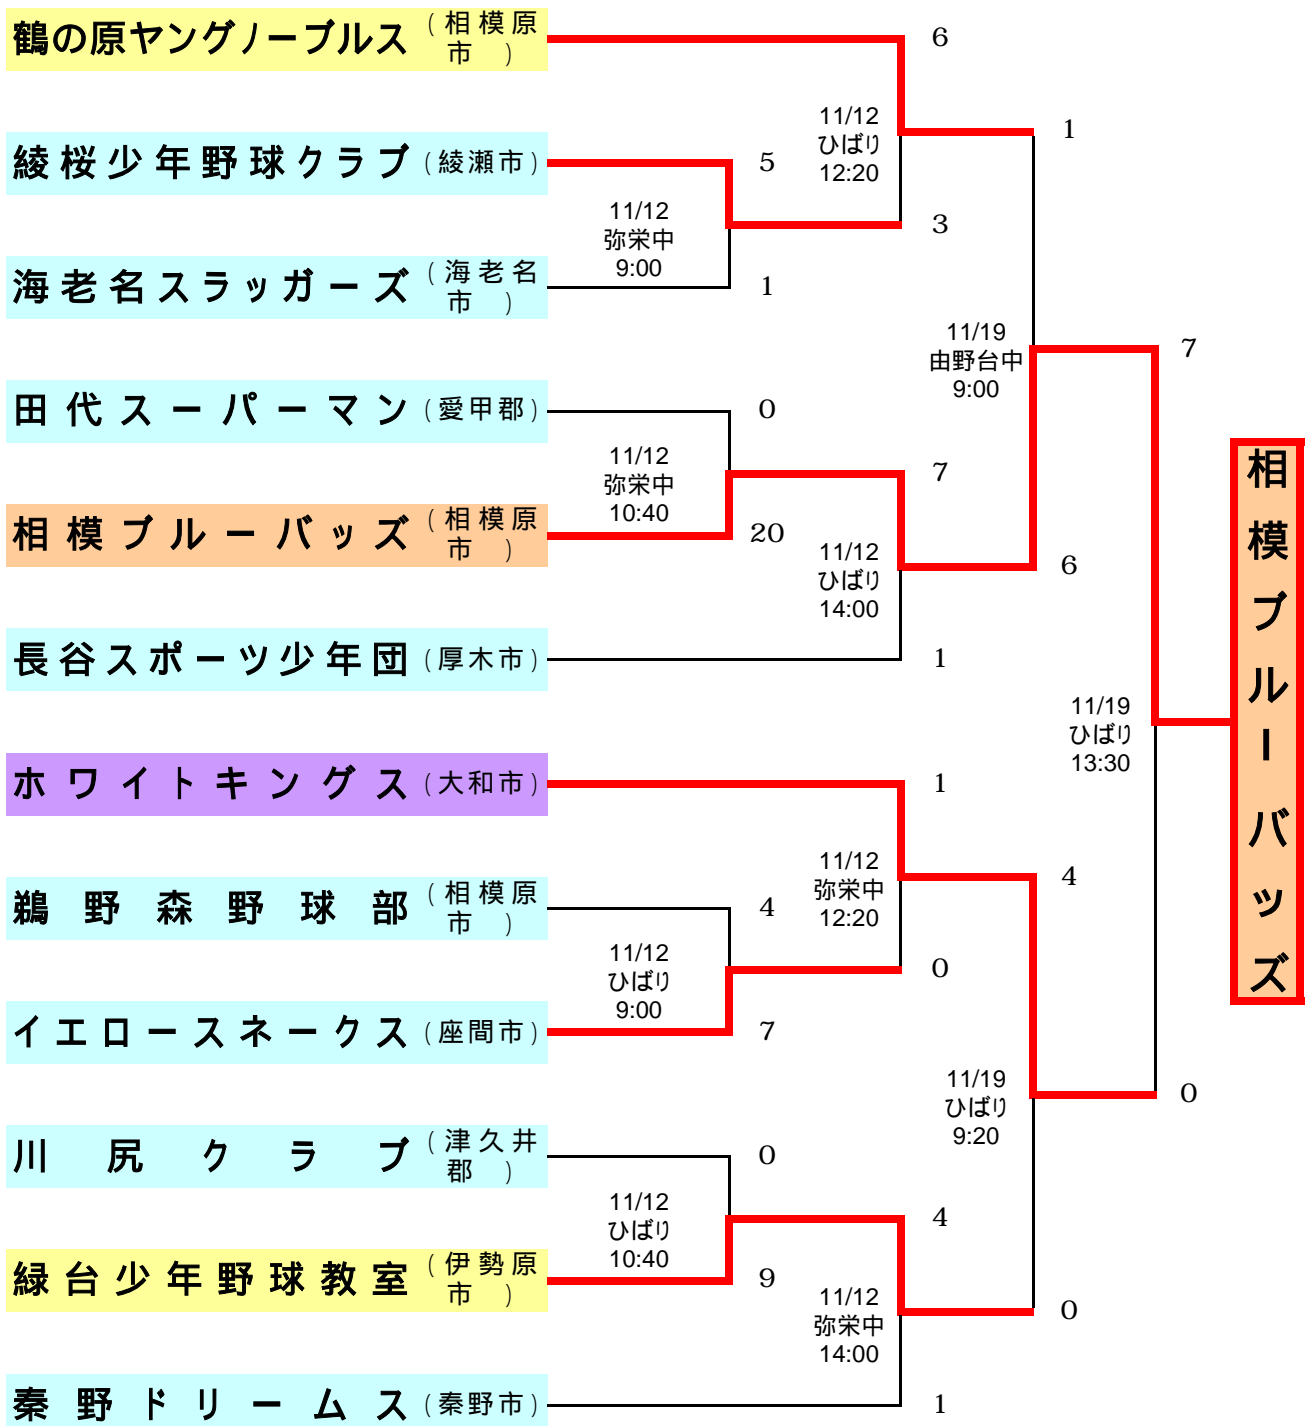 鶴の原ヤングノーブルス（相模原市）
6
11/12
ひばり
12:20
1
綾桜少年野球クラブ（綾瀬市）
5
11/12
弥栄中
9:00
3
海老名スラッガーズ（海老名市）
1
11/19
由野台中
9:00
7
田代スーパーマン（愛甲郡）
0
11/12
弥栄中
10:40
7
相模ブルーバッズ（相模原市）
20
11/12
ひばり
14:00
6
長谷スポーツ少年団（厚木市）
1
11/19
ひばり
13:30
相模ブルーバッズ
ホワイトキングス（大和市）
1
11/12
弥栄中
12:20
4
鵜野森野球部（相模原市）
4
11/12
ひばり
9:00
0
イエロースネークス（座間市）
7
11/19
ひばり
9:20
0
川尻クラブ（津久井郡）
0
11/12
ひばり
10:40
4
緑台少年野球教室（伊勢原市）
9
11/12
弥栄中
14:00
0
秦野ドリームス（秦野市）
1